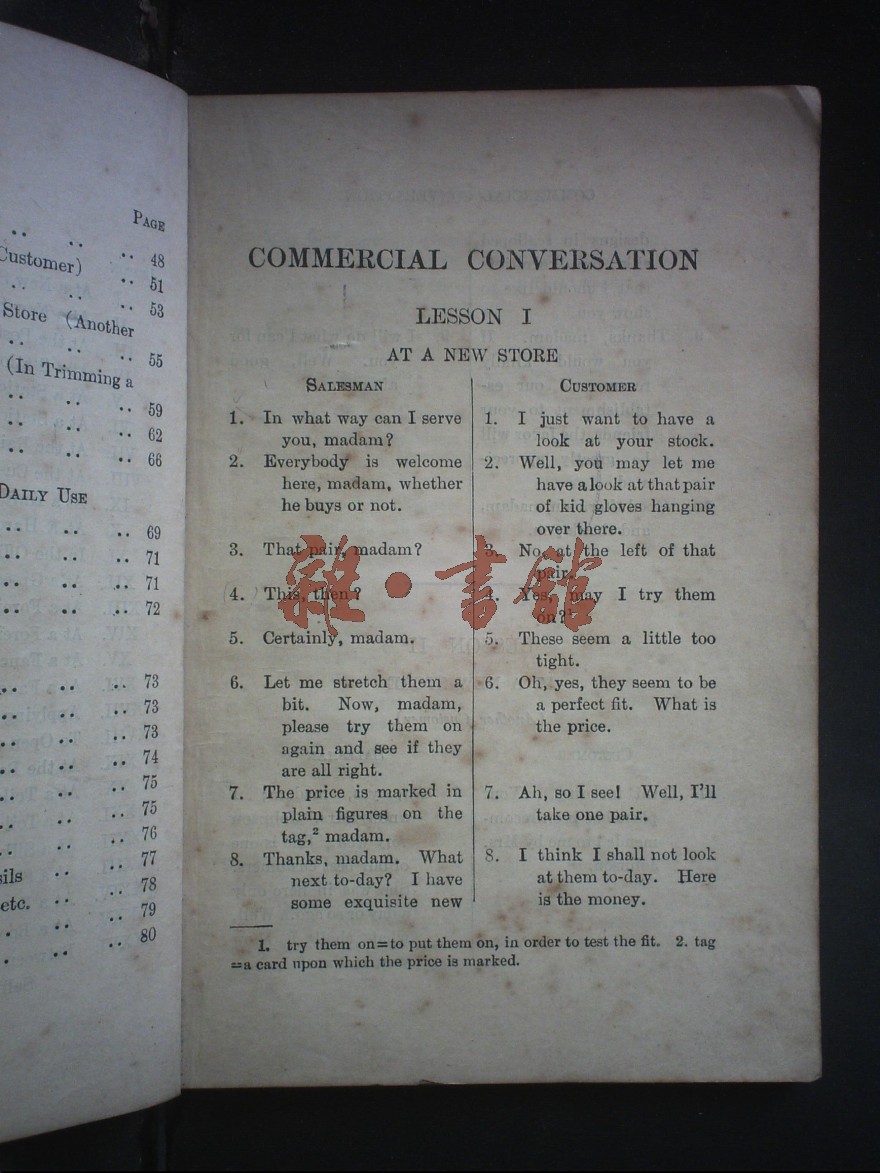 PAGE
48
Customer)
51
53
Store (Another
55
(In Trimming a
59
62
66
DAILY USE
69
71
71
72
73
73
73
74
75
75
76
77
78
etc.
79
80
COMMERCIAL CONVERSATION
LESSON I
AT A NEW STORE
SALESMAN
1. In what way can I serve
you, madam?
2. Everybody is welcome
here, madam, whether
he buys or not.
3. That pair, madam?
4. This, then?
5. Certainly, madam.
6. Let me stretch them a
bit. Now, madam,
please try them on
again and see if they
are all right.
7. The price is marked in
plain figures on the
tag,² madam.
8. Thanks, madam. What
next to-day? I have
some exquisite new
CUSTOMER
1. I just want to have a
look at your stock.
2. Well, you may let me
have a look at that pair
of kid gloves hanging
over there.
3. No, at the left of that
pair.
4. Yes, may I try them
on?¹
5. These seem a little too
tight.
6. Oh, yes, they seem to be
a perfect fit. What is
the price.
7. Ah, so I see! Well, I'll
take one pair.
8. I think I shall not look
at them to-day. Here
is the money.
1. try them on=to put them on, in order to test the fit. 2. tag
=a card upon which the price is marked.
雜·書館